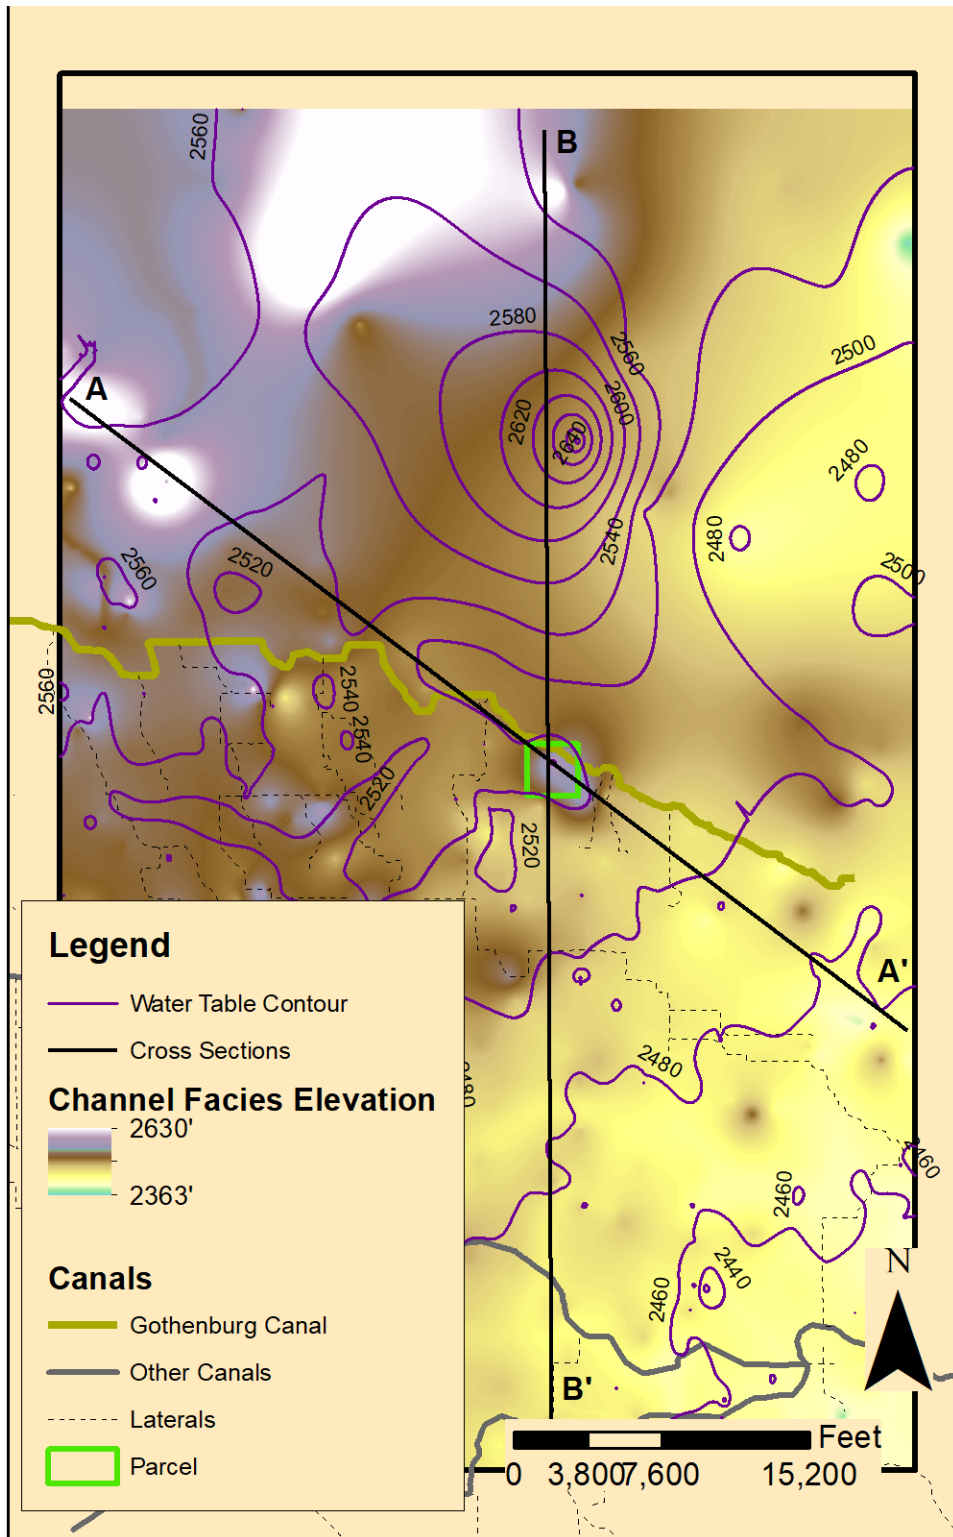 2560
B
2580
2560
2500
A
2600
2620
2640
2480
2480
2540
2560
2520
2500
2560
2540
2540
2520
2520
A'
2480
2480
2460
2460
2440
2460
B'
Legend
Water Table Contour
Cross Sections
Channel Facies Elevation
2630'
2363'
Canals
Gothenburg Canal
Other Canals
Laterals
Parcel
N
Feet
0 3,800 7,600 15,200